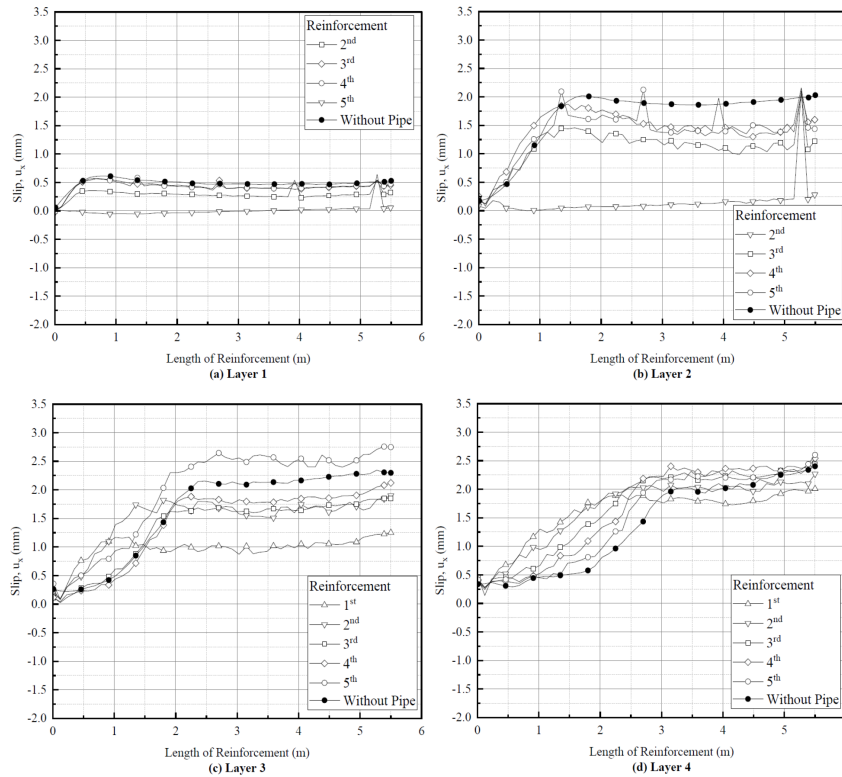 3.5
3.0
2.5
2.0
1.5
1.0
0.5
0.0
-0.5
-1.0
-1.5
-2.0
Slip, uₓ (mm)
Reinforcement
2nd
3rd
4th
5th
Without Pipe
0 1 2 3 4 5 6
Length of Reinforcement (m)
(a) Layer 1
3.5
3.0
2.5
2.0
1.5
1.0
0.5
0.0
-0.5
-1.0
-1.5
-2.0
Slip, uₓ (mm)
Reinforcement
2nd
3rd
4th
5th
Without Pipe
0 1 2 3 4 5 6
Length of Reinforcement (m)
(b) Layer 2
3.5
3.0
2.5
2.0
1.5
1.0
0.5
0.0
-0.5
-1.0
-1.5
-2.0
Slip, uₓ (mm)
Reinforcement
1st
2nd
3rd
4th
5th
Without Pipe
0 1 2 3 4 5 6
Length of Reinforcement (m)
(c) Layer 3
3.5
3.0
2.5
2.0
1.5
1.0
0.5
0.0
-0.5
-1.0
-1.5
-2.0
Slip, uₓ (mm)
Reinforcement
1st
2nd
3rd
4th
5th
Without Pipe
0 1 2 3 4 5 6
Length of Reinforcement (m)
(d) Layer 4